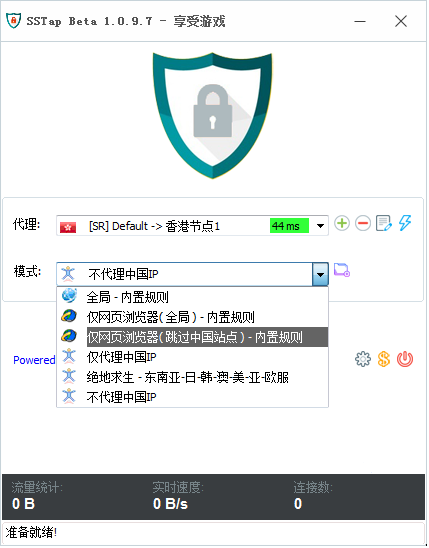 SSTap Beta 1.0.9.7 - 享受游戏
代理: [SR] Default -> 香港节点1 44 ms
模式: 不代理中国IP
全局 - 内置规则
仅网页浏览器(全局) - 内置规则
仅网页浏览器(跳过中国站点) - 内置规则
Powered
仅代理中国IP
绝地求生 - 东南亚-日-韩-澳-美-亚-欧服
不代理中国IP
流量统计: 实时速度: 连接数:
0 B 0 B/s 0
准备就绪!